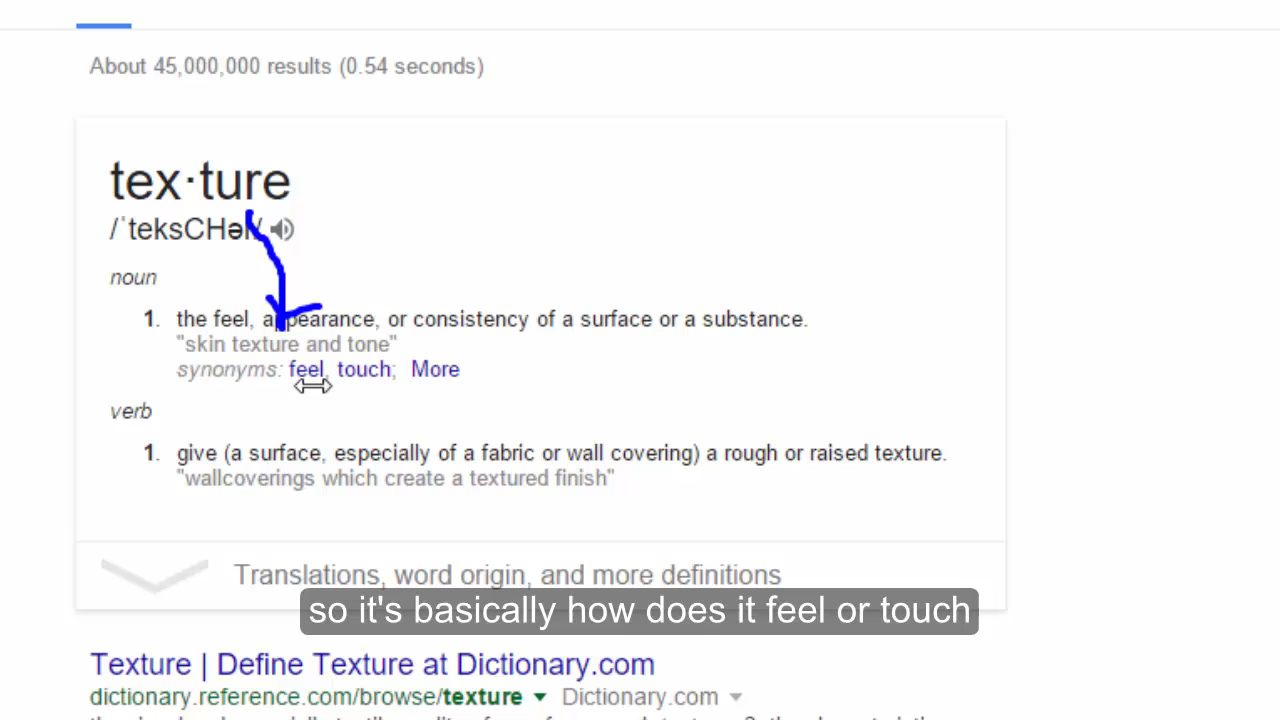 About 45,000,000 results (0.54 seconds)
tex·ture
/ˈteksCHər/
noun
1. the feel, appearance, or consistency of a surface or a substance.
"skin texture and tone"
synonyms: feel, touch; More
verb
1. give (a surface, especially of a fabric or wall covering) a rough or raised texture.
"wallcoverings which create a textured finish"
Translations, word origin, and more definitions
so it's basically how does it feel or touch
Texture | Define Texture at Dictionary.com
dictionary.reference.com/browse/texture ▼ Dictionary.com ▼